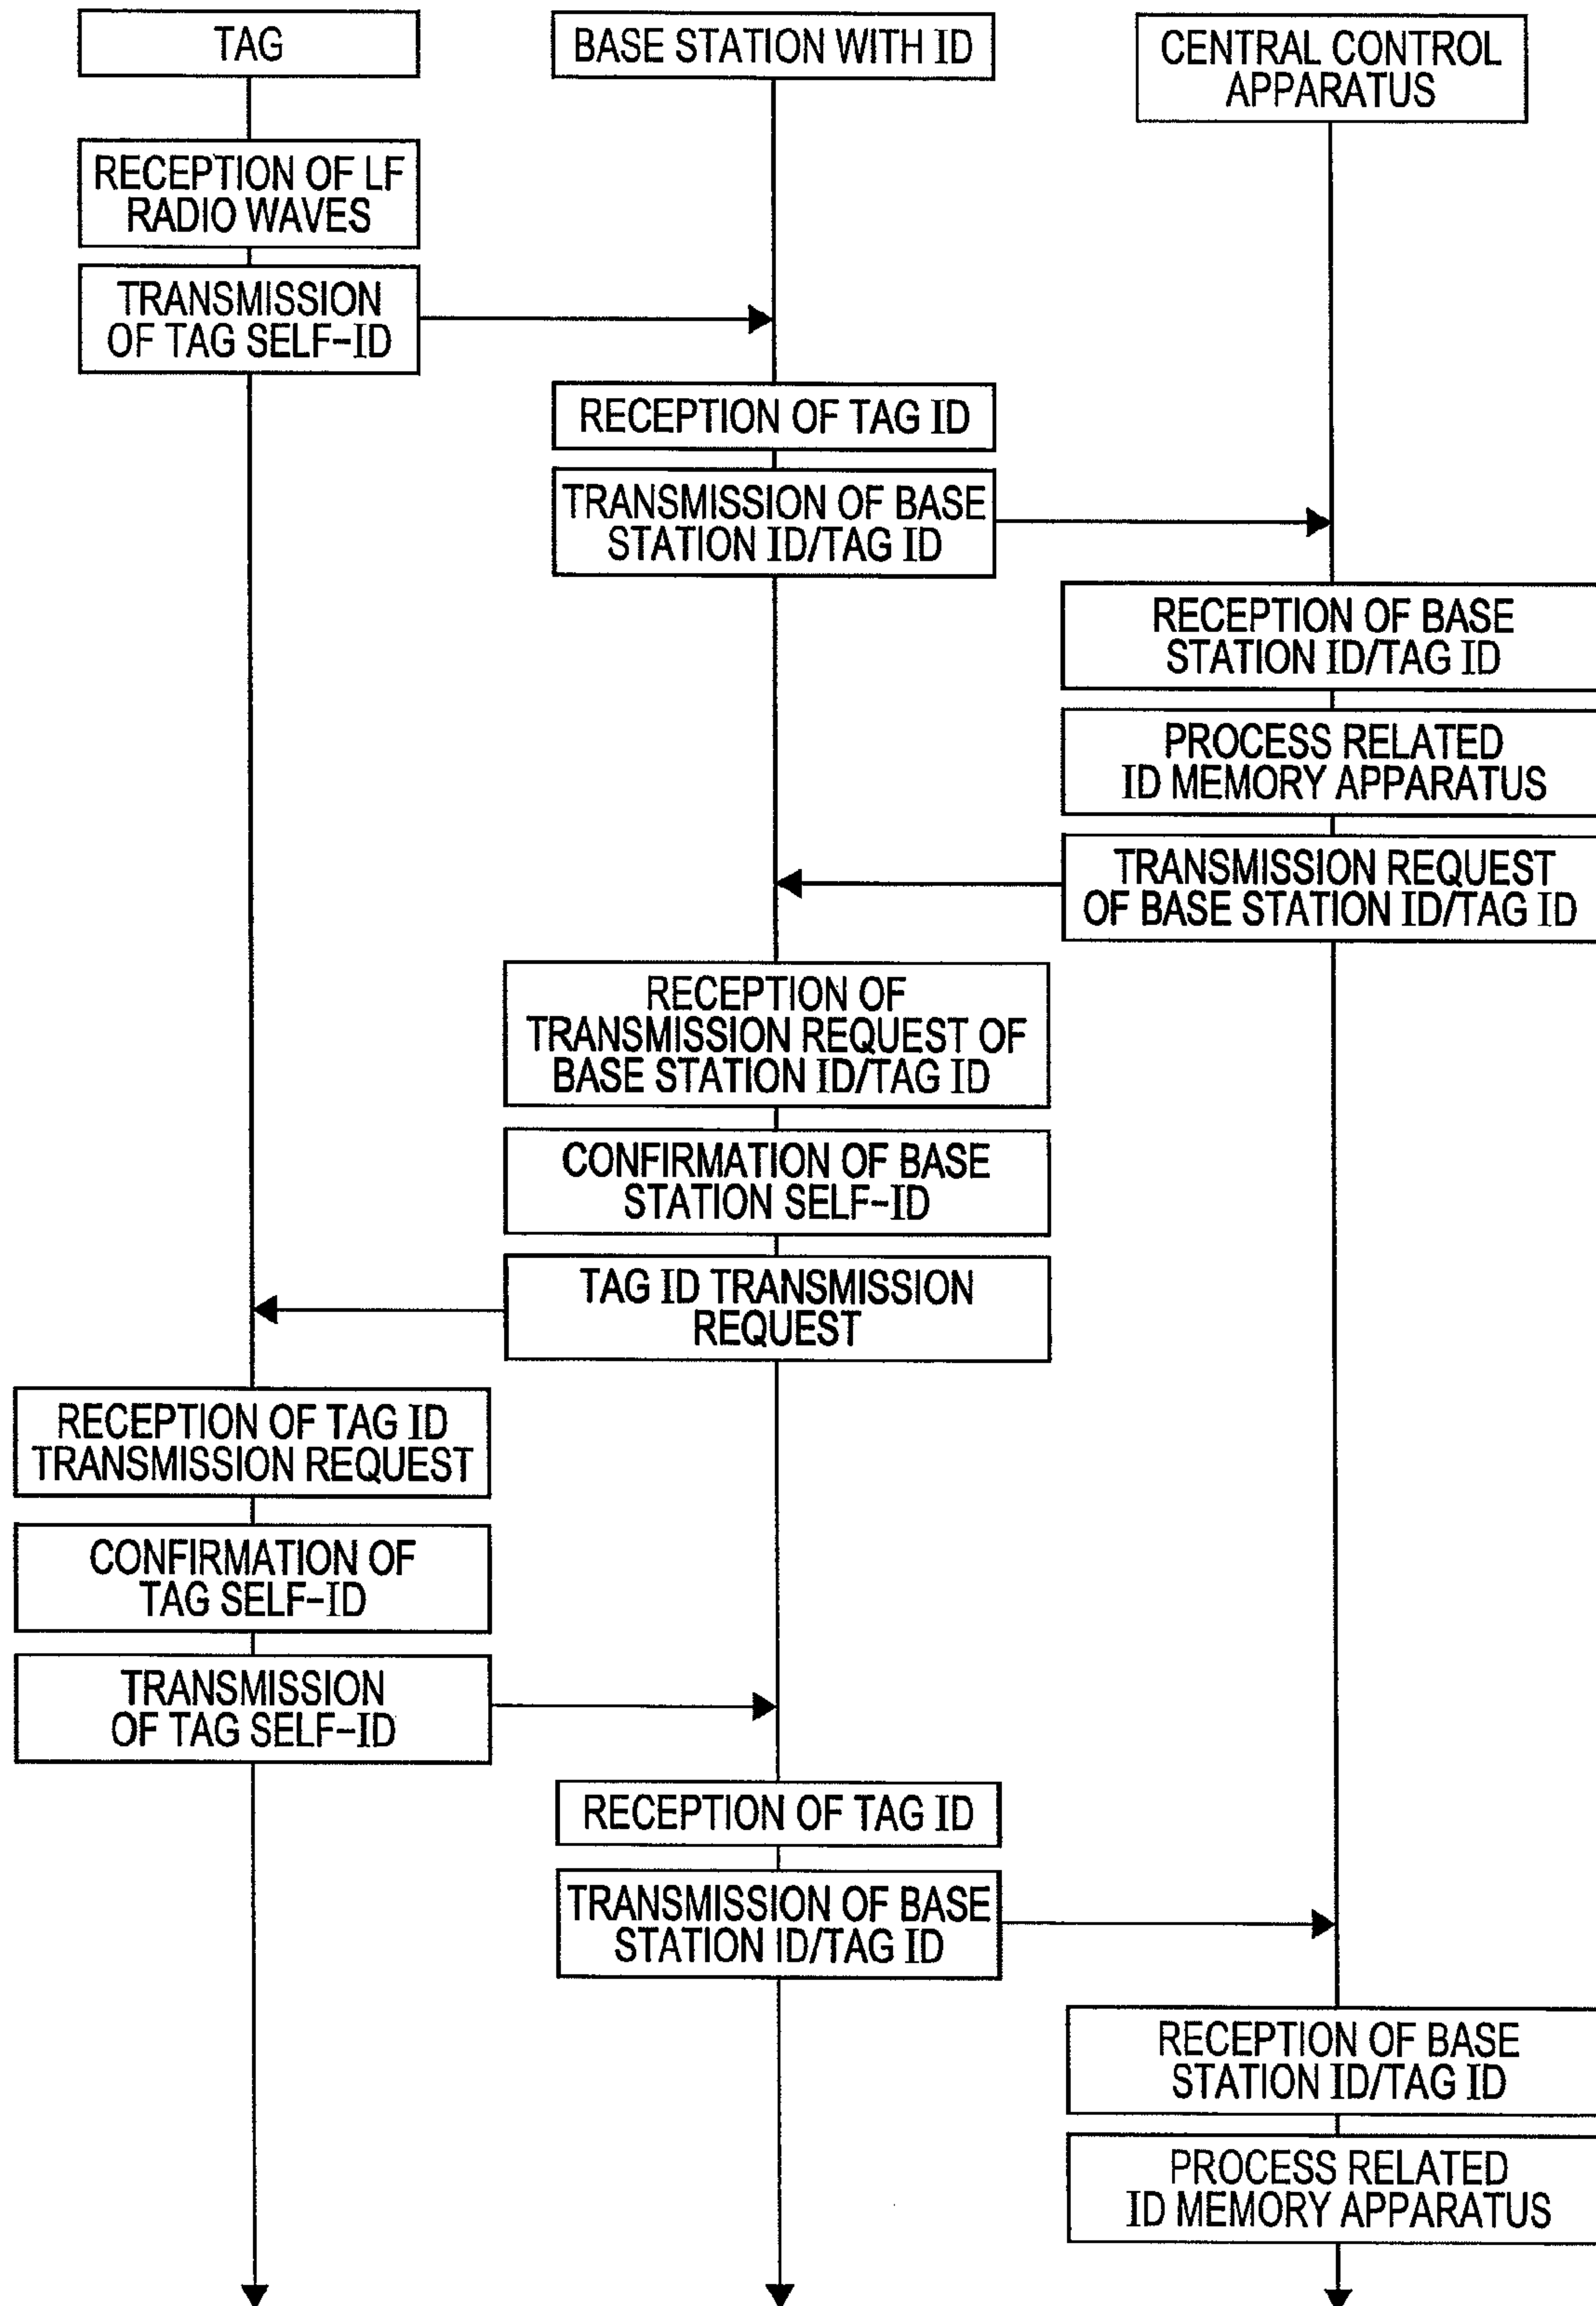 TAG
BASE STATION WITH ID
CENTRAL CONTROL
APPARATUS
RECEPTION OF LF
RADIO WAVES
TRANSMISSION
OF TAG SELF-ID
RECEPTION OF TAG ID
TRANSMISSION OF BASE
STATION ID/TAG ID
RECEPTION OF BASE
STATION ID/TAG ID
PROCESS RELATED
ID MEMORY APPARATUS
TRANSMISSION REQUEST
OF BASE STATION ID/TAG ID
RECEPTION OF
TRANSMISSION REQUEST OF
BASE STATION ID/TAG ID
CONFIRMATION OF BASE
STATION SELF-ID
TAG ID TRANSMISSION
REQUEST
RECEPTION OF TAG ID
TRANSMISSION REQUEST
CONFIRMATION OF
TAG SELF-ID
TRANSMISSION
OF TAG SELF-ID
RECEPTION OF TAG ID
TRANSMISSION OF BASE
STATION ID/TAG ID
RECEPTION OF BASE
STATION ID/TAG ID
PROCESS RELATED
ID MEMORY APPARATUS